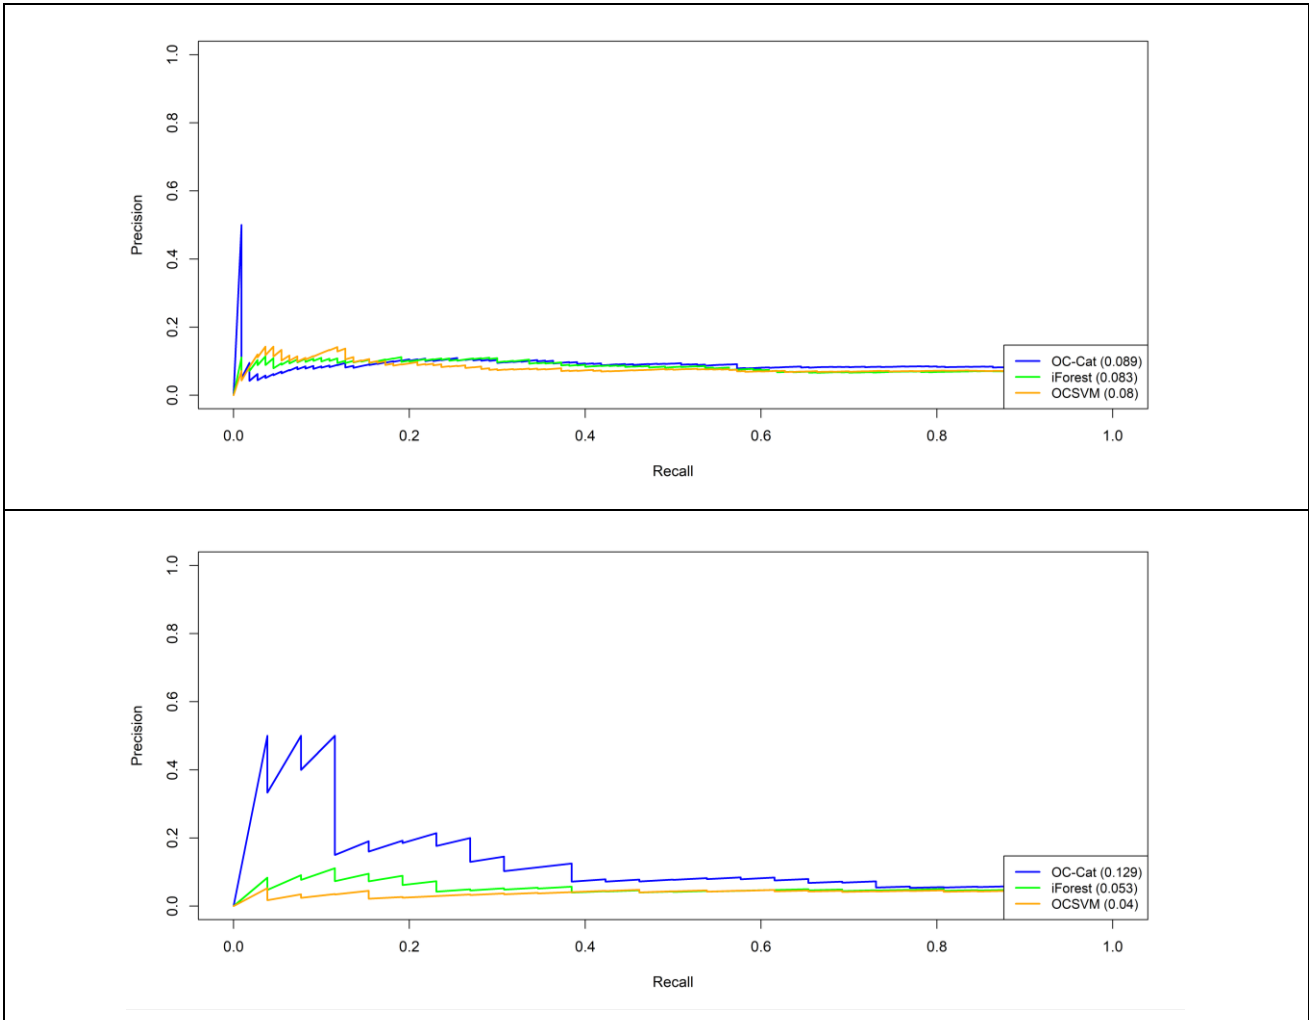 1.0
0.8
0.6
0.4
0.2
0.0
Precision
0.0 0.2 0.4 0.6 0.8 1.0
Recall
OC-Cat (0.089)
iForest (0.083)
OCSVM (0.08)
1.0
0.8
0.6
0.4
0.2
0.0
Precision
0.0 0.2 0.4 0.6 0.8 1.0
Recall
OC-Cat (0.129)
iForest (0.053)
OCSVM (0.04)